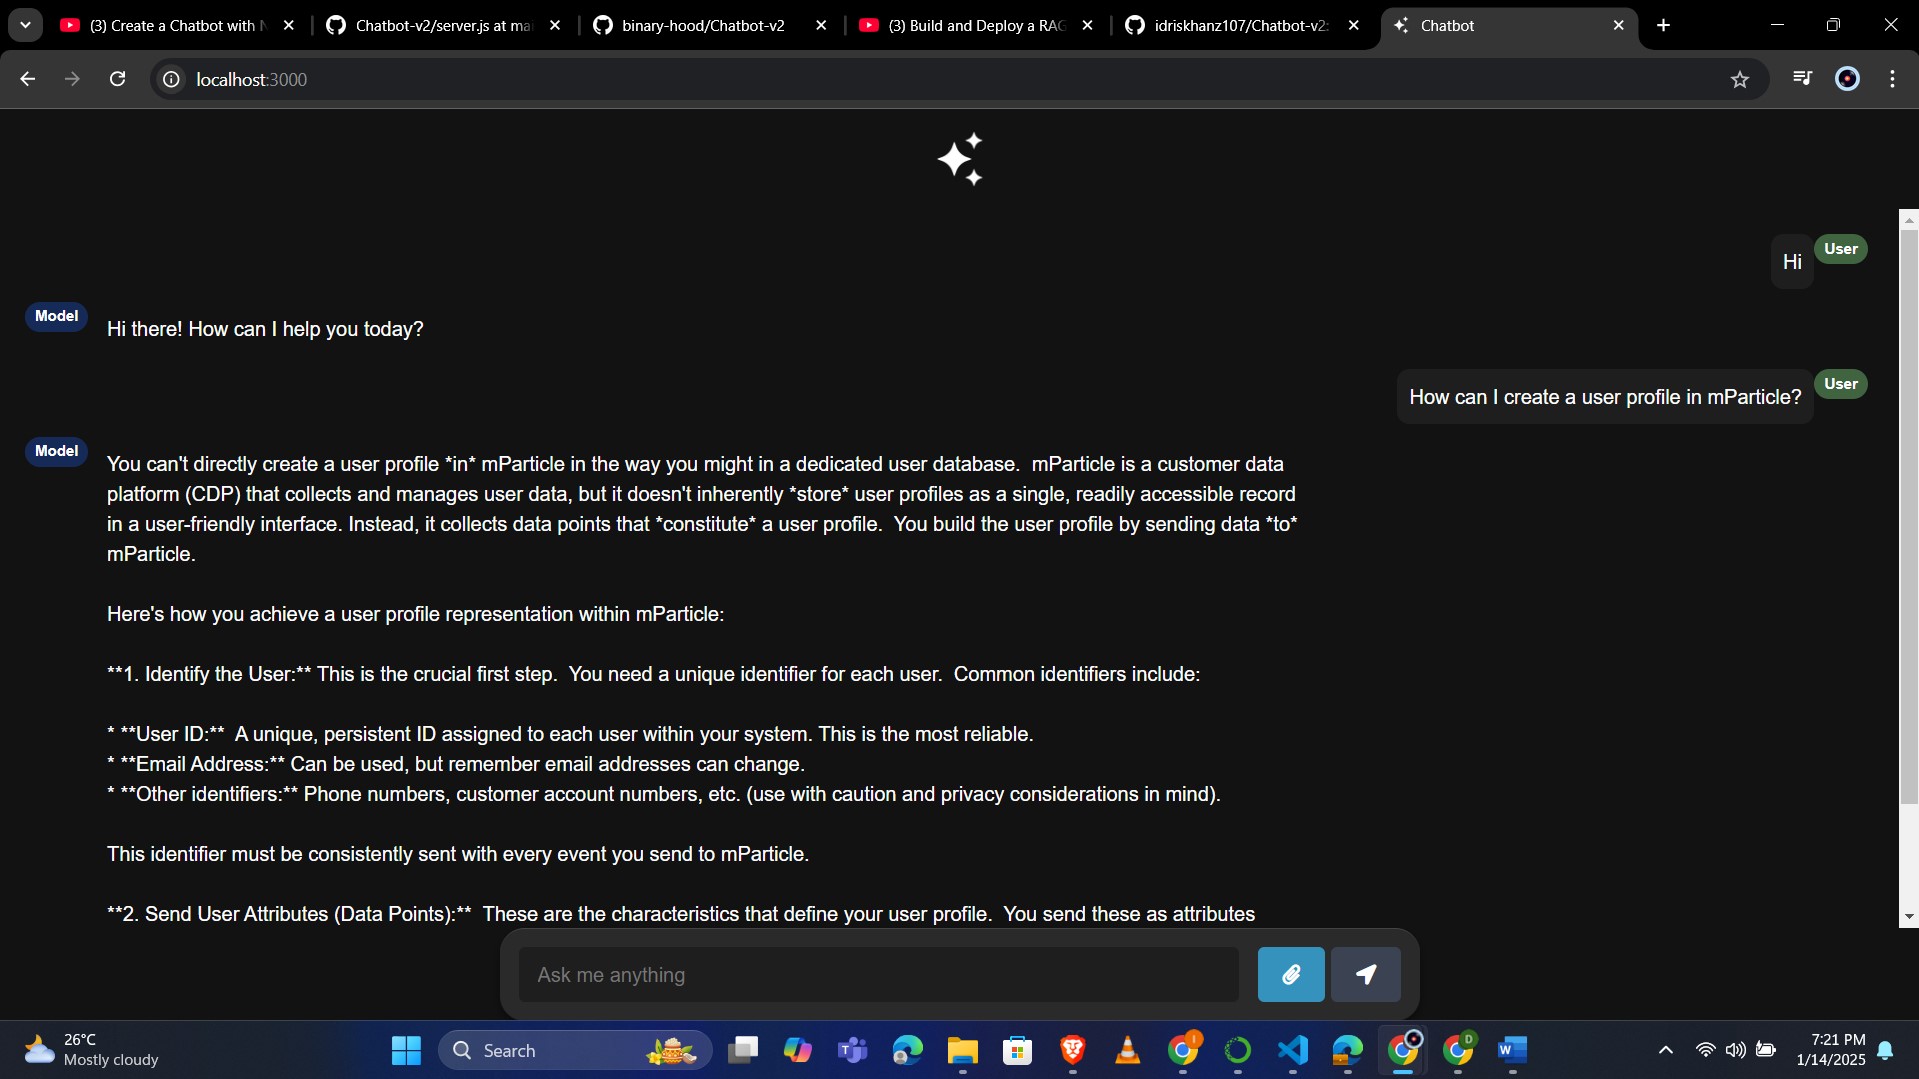 (3) Create a Chatbot with N
Chatbot-v2/server.js at mai
binary-hood/Chatbot-v2
(3) Build and Deploy a RAG
idriskhanz107/Chatbot-v2:
Chatbot
localhost:3000
User
Hi
Model
Hi there! How can I help you today?
User
How can I create a user profile in mParticle?
Model
You can't directly create a user profile *in* mParticle in the way you might in a dedicated user database.  mParticle is a customer data
platform (CDP) that collects and manages user data, but it doesn't inherently *store* user profiles as a single, readily accessible record
in a user-friendly interface. Instead, it collects data points that *constitute* a user profile.  You build the user profile by sending data *to*
mParticle.
Here's how you achieve a user profile representation within mParticle:
**1. Identify the User:** This is the crucial first step.  You need a unique identifier for each user.  Common identifiers include:
* **User ID:**  A unique, persistent ID assigned to each user within your system. This is the most reliable.
* **Email Address:** Can be used, but remember email addresses can change.
* **Other identifiers:** Phone numbers, customer account numbers, etc. (use with caution and privacy considerations in mind).
This identifier must be consistently sent with every event you send to mParticle.
**2. Send User Attributes (Data Points):**  These are the characteristics that define your user profile.  You send these as attributes
Ask me anything
26°C
Mostly cloudy
Search
I
D
7:21 PM
1/14/2025